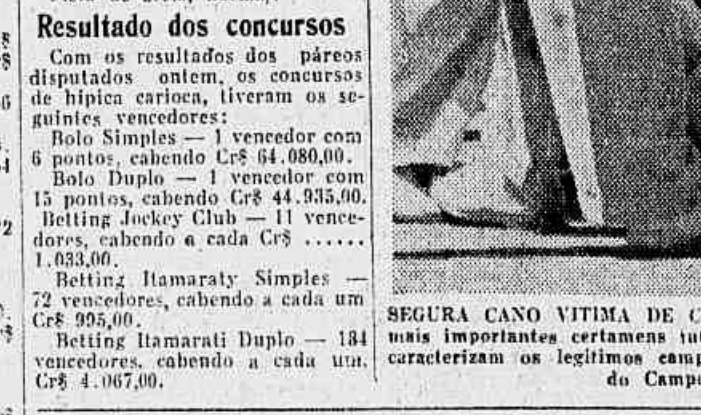 Resultado dos concursos
Com os resultados dos páreos
disputados ontem, os concursos
de hípica carioca, tiveram os se-
guintes vencedores:
Bolo Simples — 1 vencedor com
6 pontos, cabendo Cr$ 64.080,00.
Bolo Duplo — 1 vencedor com
15 pontos, cabendo Cr$ 44.935,00.
Betting Jockey Club — 11 vence-
dores, cabendo a cada Cr$ ......
1.033,00.
Betting Itamaraty Simples —
72 vencedores, cabendo a cada um
Cr$ 995,00.
Betting Itamarati Duplo — 184
vencedores, cabendo a cada um,
Cr$ 4.067,00.
SEGURA CANO VITIMA DE C
mais importantes certamens
caracterizam os legitimos camp
do Camp